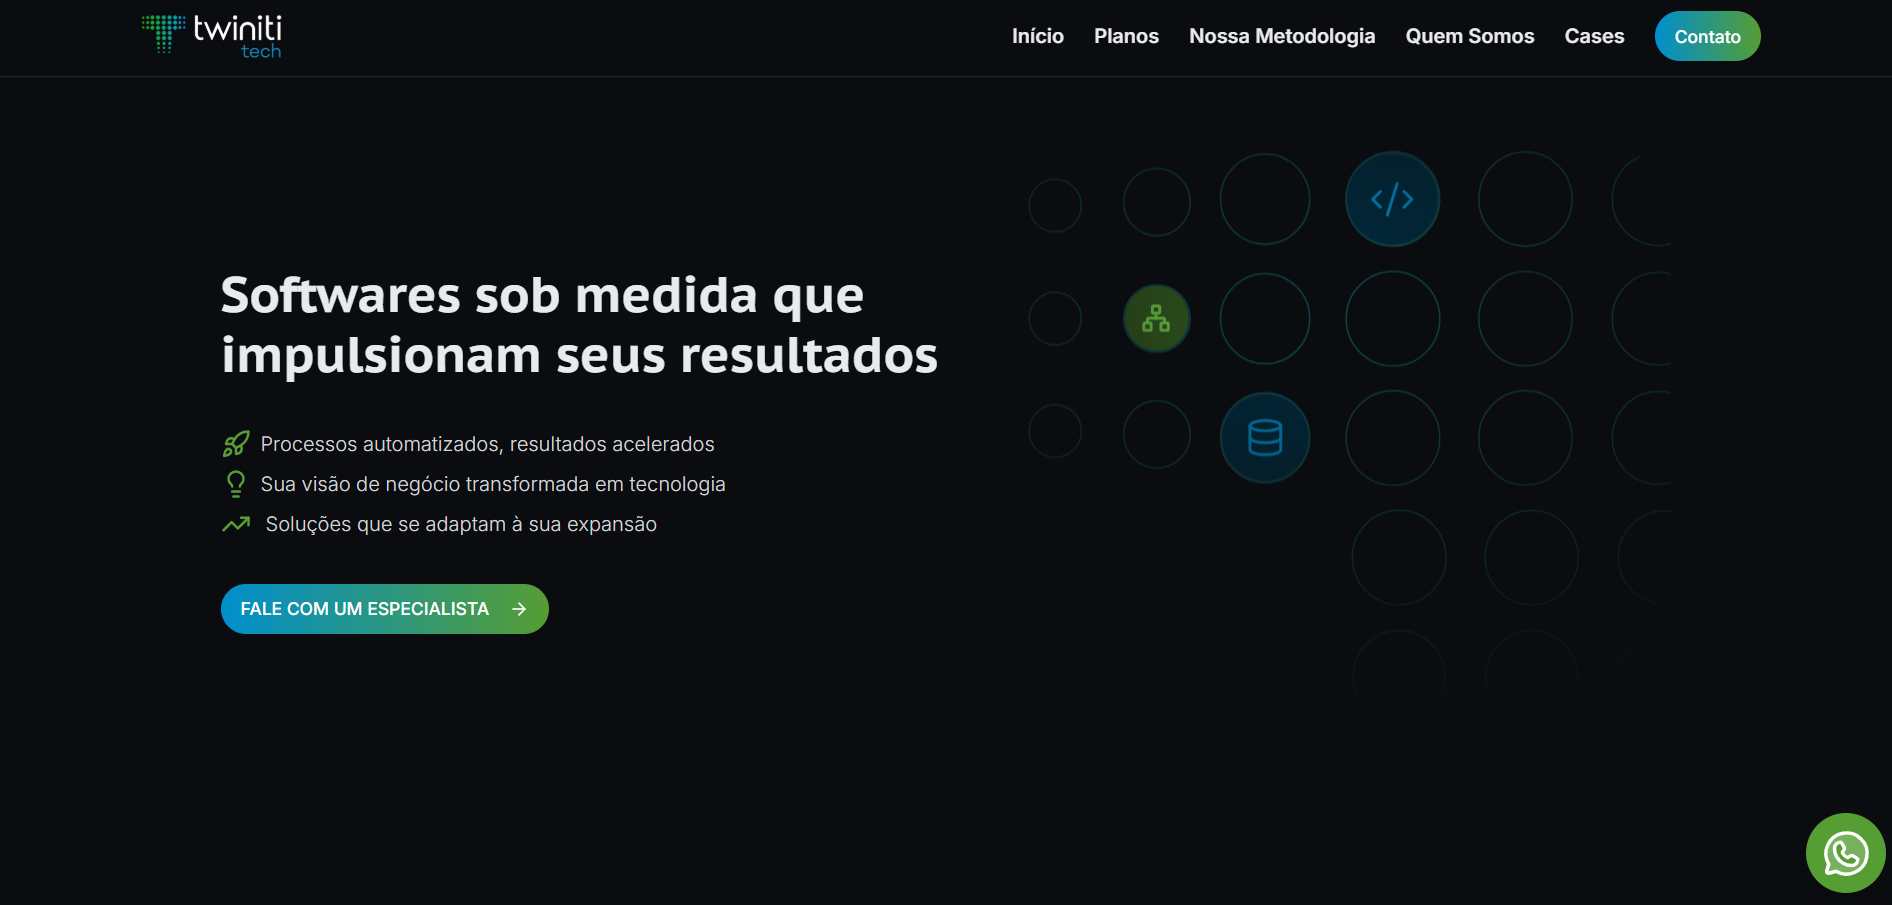 twiniti
tech
Início
Planos
Nossa Metodologia
Quem Somos
Cases
Contato
Softwares sob medida que
impulsionam seus resultados
Processos automatizados, resultados acelerados
Sua visão de negócio transformada em tecnologia
Soluções que se adaptam à sua expansão
FALE COM UM ESPECIALISTA